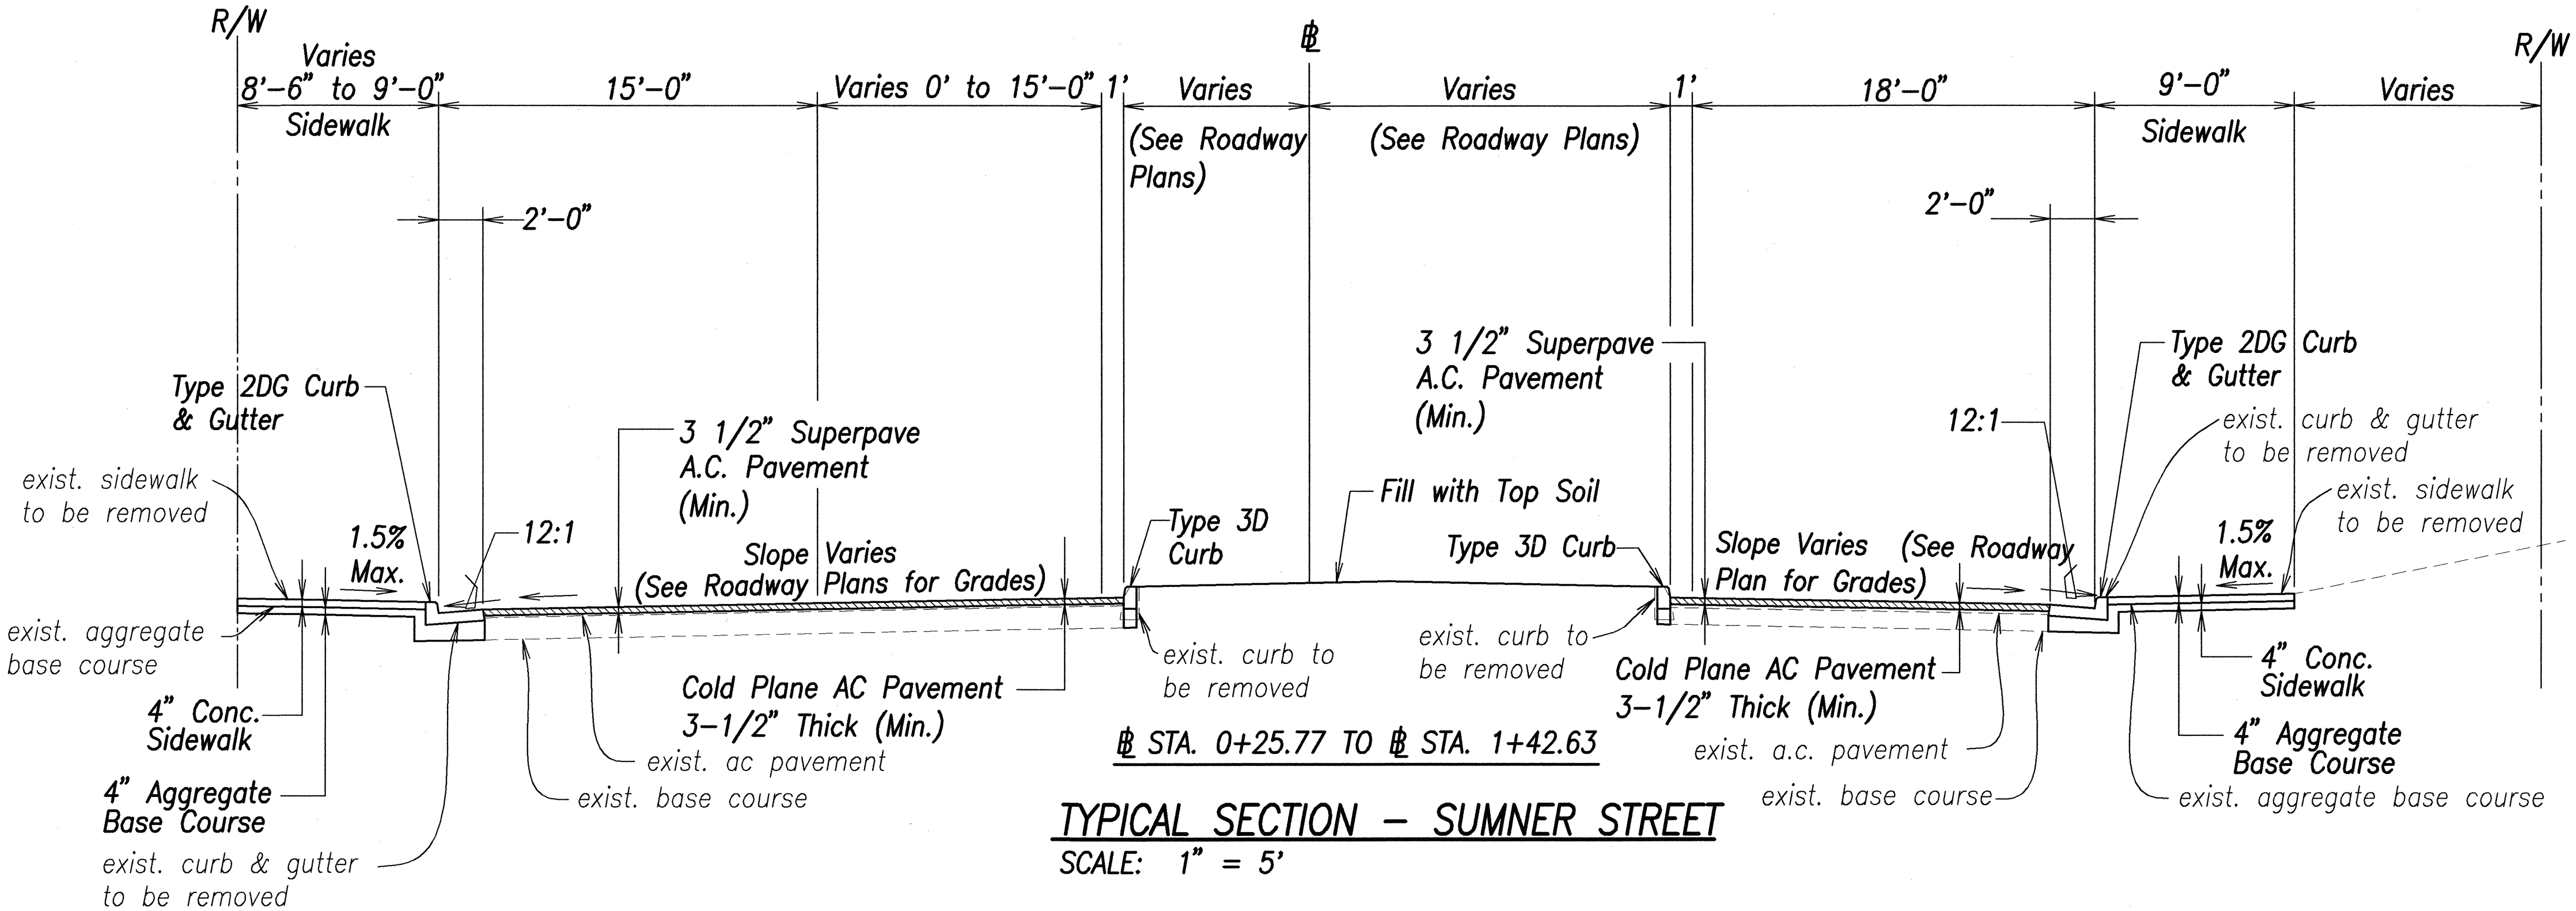 R/W
Varies
8'-6" to 9'-0"
Sidewalk
15'-0"
Varies 0' to 15'-0"
1'
Varies
(See Roadway
Plans)
℄
Varies
(See Roadway Plans)
1'
18'-0"
9'-0"
Sidewalk
Varies
R/W
2'-0"
2'-0"
Type 2DG Curb
& Gutter
exist. sidewalk
to be removed
1.5%
Max.
12:1
3 1/2" Superpave
A.C. Pavement
(Min.)
Slope Varies
(See Roadway Plans for Grades)
Type 3D
Curb
Fill with Top Soil
3 1/2" Superpave
A.C. Pavement
(Min.)
Type 3D Curb
Slope Varies (See Roadway
Plan for Grades)
12:1
Type 2DG Curb
& Gutter
exist. curb & gutter
to be removed
exist. sidewalk
to be removed
1.5%
Max.
exist. aggregate
base course
4" Conc.
Sidewalk
4" Aggregate
Base Course
exist. curb & gutter
to be removed
Cold Plane AC Pavement
3-1/2" Thick (Min.)
exist. ac pavement
exist. base course
exist. curb to
be removed
exist. curb to
be removed
Cold Plane AC Pavement
3-1/2" Thick (Min.)
exist. a.c. pavement
exist. base course
4" Conc.
Sidewalk
4" Aggregate
Base Course
exist. aggregate base course
℄ STA. 0+25.77 TO ℄ STA. 1+42.63
TYPICAL SECTION - SUMNER STREET
SCALE: 1" = 5'